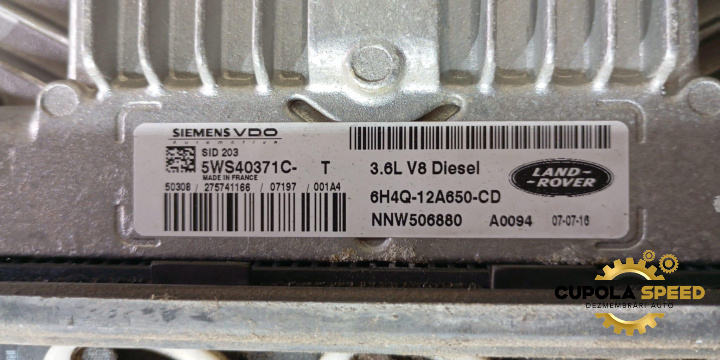 SIEMENS VDO
Automotive
SID 203
5WS40371C- T
MADE IN FRANCE
50308 / 275741166 / 07197 / 001A4
3.6L V8 Diesel
6H4Q-12A650-CD
NNW506880 A0094 07-07-16
LAND-
-ROVER
CUPOLA SPEED
DEZMEMBRARI AUTO